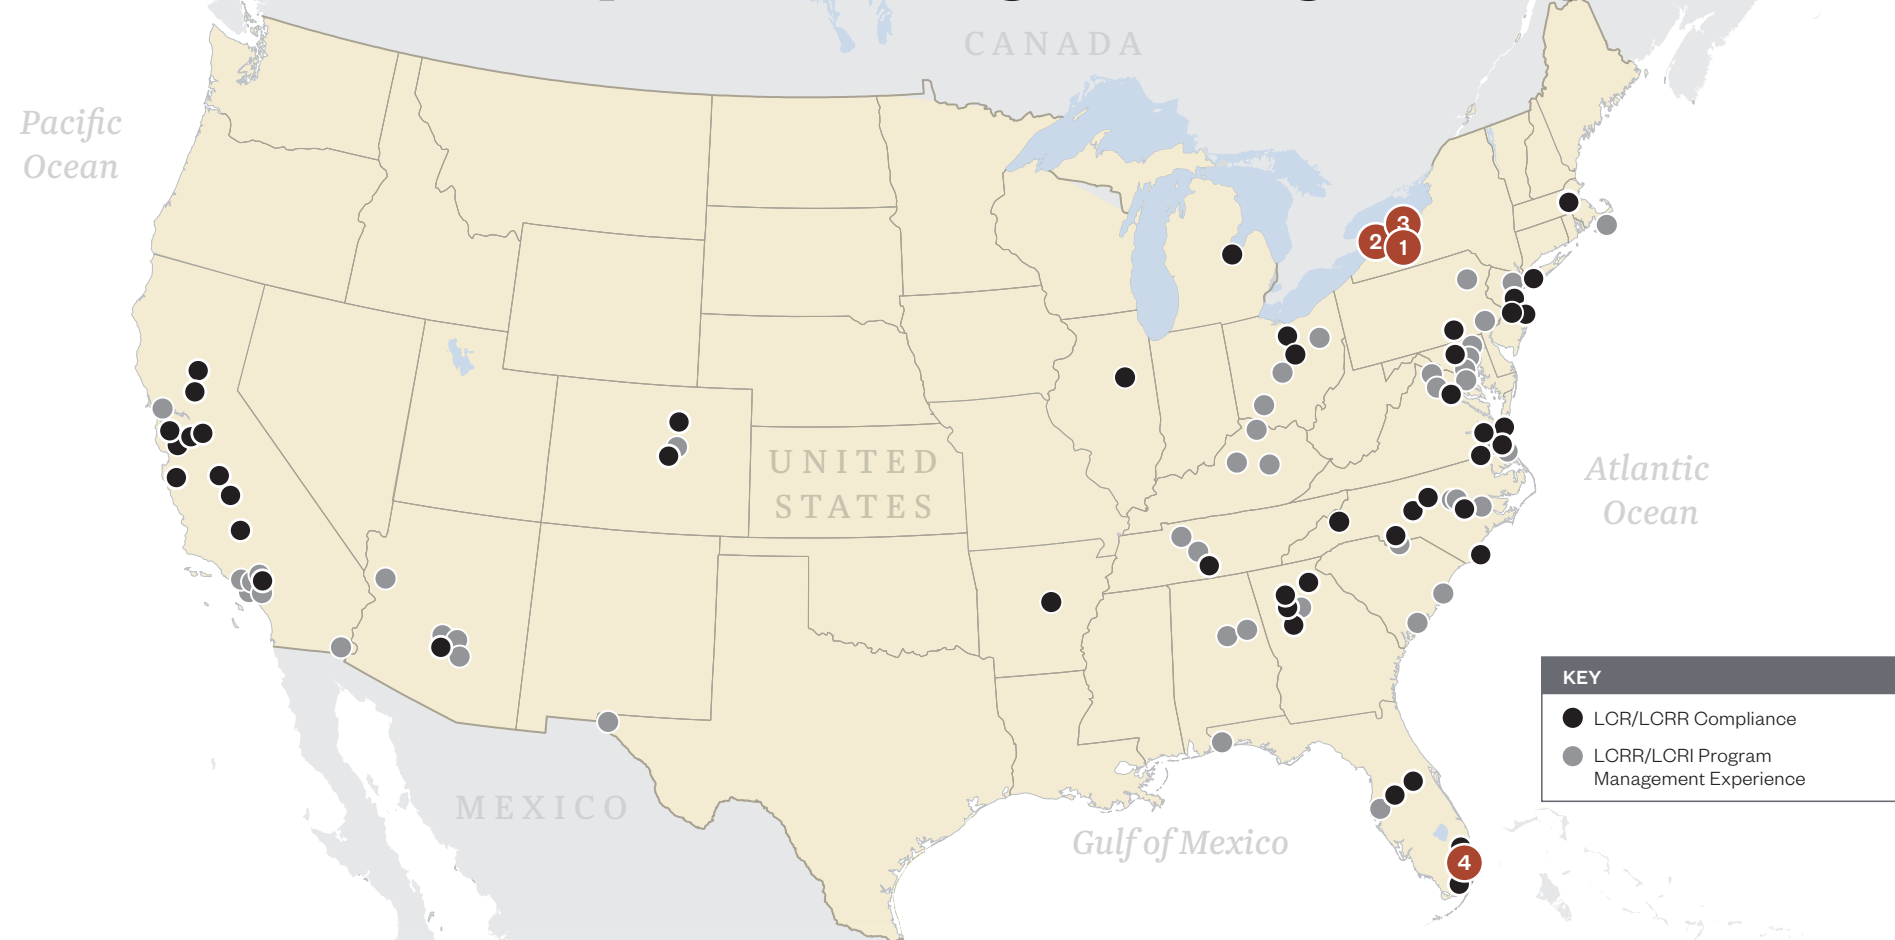 CANADA
Pacific
Ocean
3
2
1
UNITED
STATES
Atlantic
Ocean
KEY
LCR/LCRR Compliance
LCRR/LCRI Program
Management Experience
MEXICO
Gulf of Mexico
4